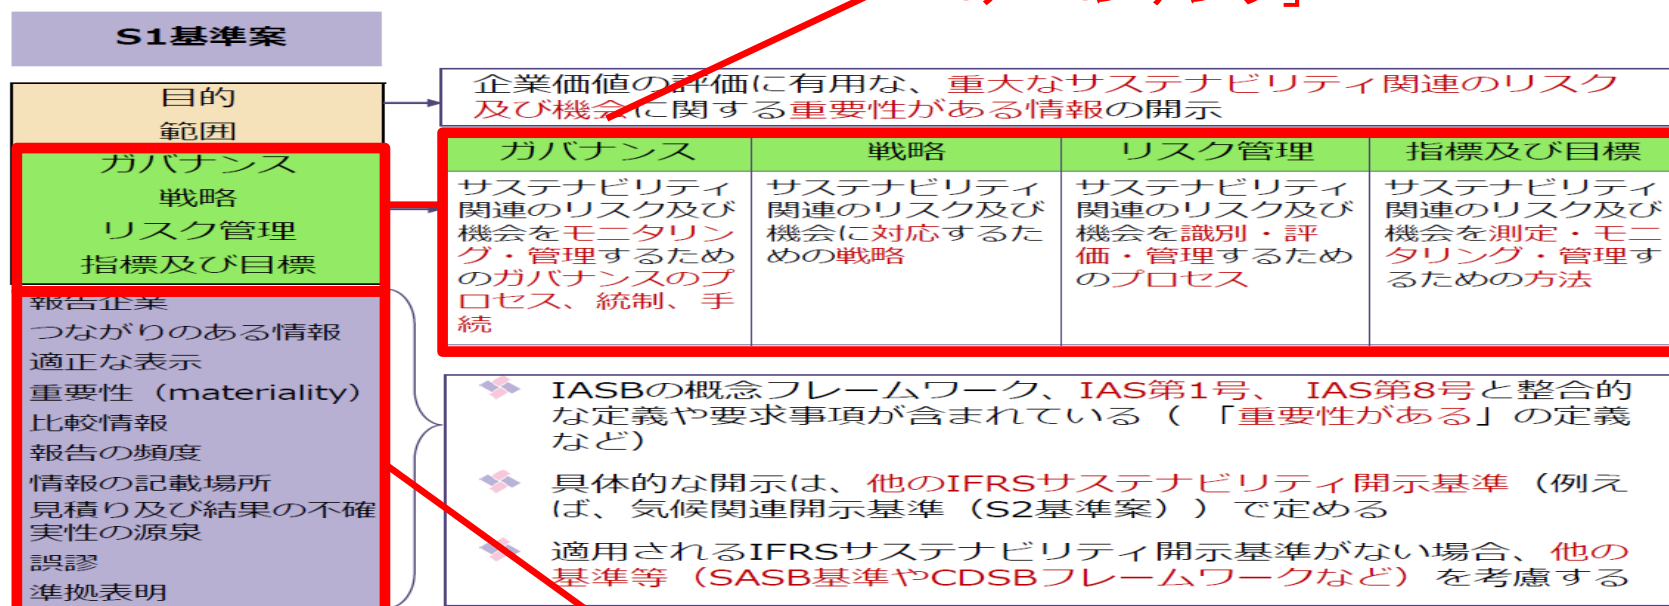 S1基準案
目的
範囲
ガバナンス
戦略
リスク管理
指標及び目標
報告企業
つながりのある情報
適正な表示
重要性（materiality）
比較情報
報告の頻度
情報の記載場所
見積り及び結果の不確
実性の源泉
誤謬
準拠表明
企業価値の評価に有用な、重大なサステナビリティ関連のリスク
及び機会に関する重要性がある情報の開示
ガバナンス
サステナビリティ
関連のリスク及び
機会をモニタリン
グ・管理するため
のガバナンスのプ
ロセス、統制、手
続
戦略
サステナビリティ
関連のリスク及び
機会に対応するた
めの戦略
リスク管理
サステナビリティ
関連のリスク及び
機会を識別・評
価・管理するため
のプロセス
指標及び目標
サステナビリティ
関連のリスク及び
機会を測定・モニ
タリング・管理す
るための方法
IASBの概念フレームワーク、IAS第1号、 IAS第8号と整合的
な定義や要求事項が含まれている（ 「重要性がある」の定義
など）
具体的な開示は、他のIFRSサステナビリティ開示基準（例え
ば、気候関連開示基準（S2基準案））で定める
適用されるIFRSサステナビリティ開示基準がない場合、他の
基準等（SASB基準やCDSBフレームワークなど）を考慮する